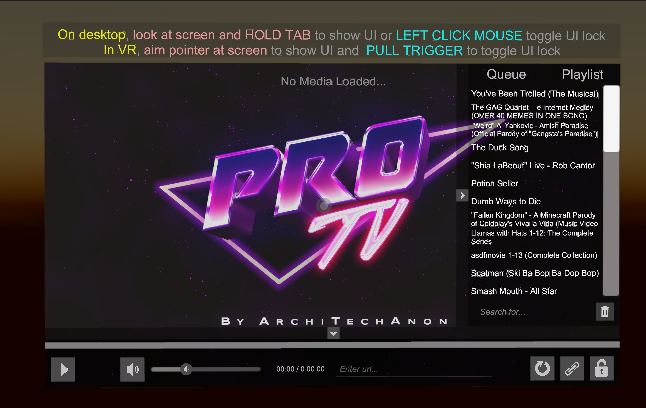 On desktop, look at screen and HOLD TAB to show UI or LEFT CLICK MOUSE toggle UI lock
In VR, aim pointer at screen to show UI and PULL TRIGGER to toggle UI lock
No Media Loaded...
PRO
TV
BY ARCHITECHANON
Queue Playlist
You've Been Trolled (The Musical)
The GAG Quartet - le Internet Medley
(OVER 40 MEMES IN ONE SONG)
"Weird Al" Yankovic - Amish Paradise
(Official Parody of "Gangsta's Paradise")
The Duck Song
"Shia LaBeouf" Live - Rob Cantor
Potion Seller
Dumb Ways to Die
"Fallen Kingdom" - A Minecraft Parody
of Coldplay's Viva la Vida (Music Video
Llamas with Hats 1-12: The Complete
Series
asdfmovie 1-13 (Complete Collection)
Scatman (Ski Ba Bop Ba Dop Bop)
Smash Mouth - All Star
Search for...
00:00 / 0:00:00
Enter url...